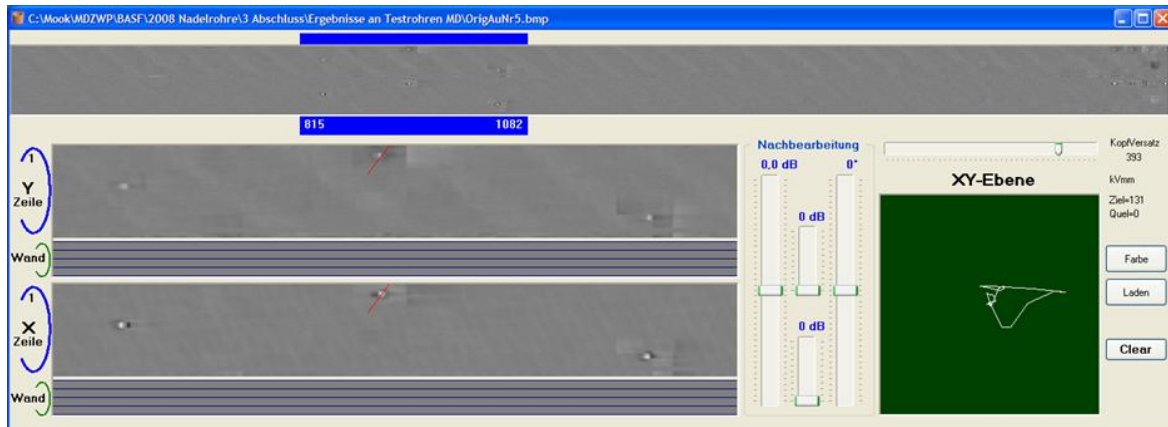 C:\Mook\MDZWP\BASF\2008 Nadelrohre\3 Abschluss\Ergebnisse an Testrohren MD\OrigAuNr5.bmp
815 1082
1
Y
Zeile
Wand
1
X
Zeile
Wand
Nachbearbeitung
0,0 dB 0°
0 dB
0 dB
XY-Ebene
KopfVersatz
393
kVmm
Ziel=131
Quel=0
Farbe
Laden
Clear